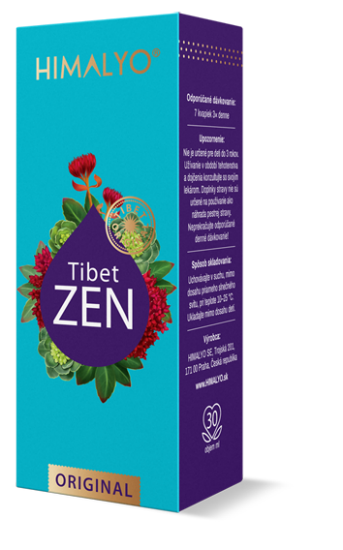 HIMALYO
Tibet
ZEN
ORIGINAL
Odporúčané dávkovanie:
7 kvapiek 3× denne
Upozornenie:
Nie je určené pre deti do 3 rokov.
Užívanie v období tehotenstva
a dojčenia konzultujte so svojím
lekárom. Doplnky stravy nie sú
určené na používanie ako
náhrada pestrej stravy.
Neprekračujte odporúčané
denné dávkovanie!
Spôsob skladovania:
Uchovávajte v suchu, mimo
dosahu priameho slnečného
svitu, pri teplote 10-25 °C.
Ukladajte mimo dosahu detí.
Výrobca:
HIMALYO SE, Trojská 201,
171 00 Praha, Česká republika
www.HIMALYO.sk
30
objem ml